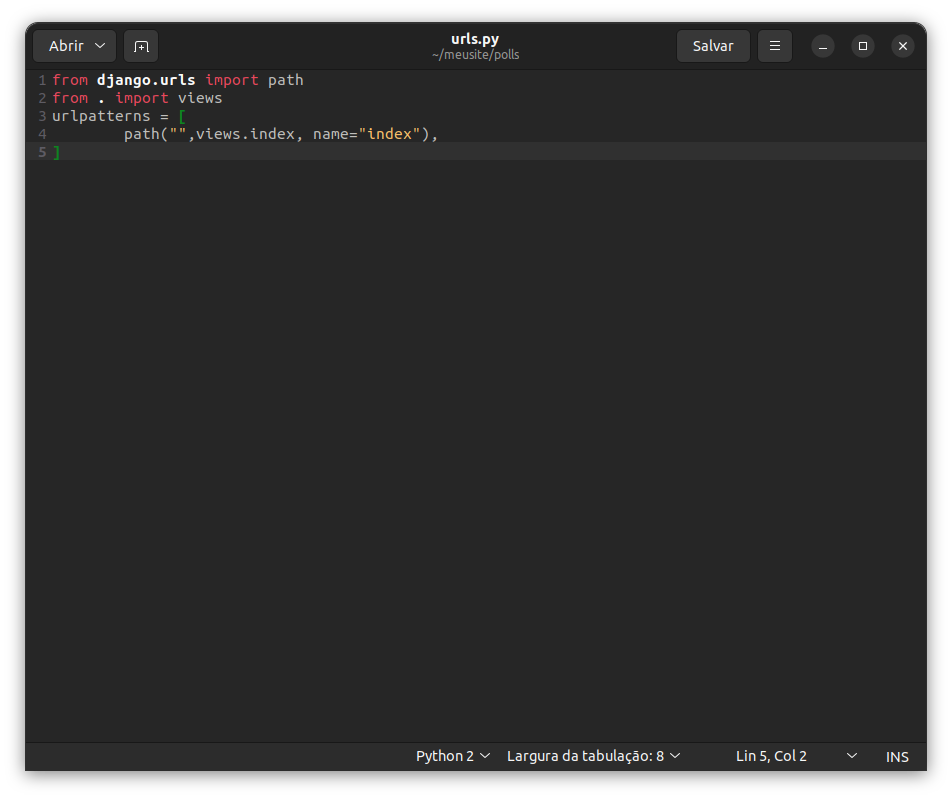 Abrir
urls.py
~/meusite/polls
Salvar
1 from django.urls import path
2 from . import views
3 urlpatterns = [
4         path("",views.index, name="index"),
5 ]
Python 2 Largura da tabulação: 8 Lin 5, Col 2 INS